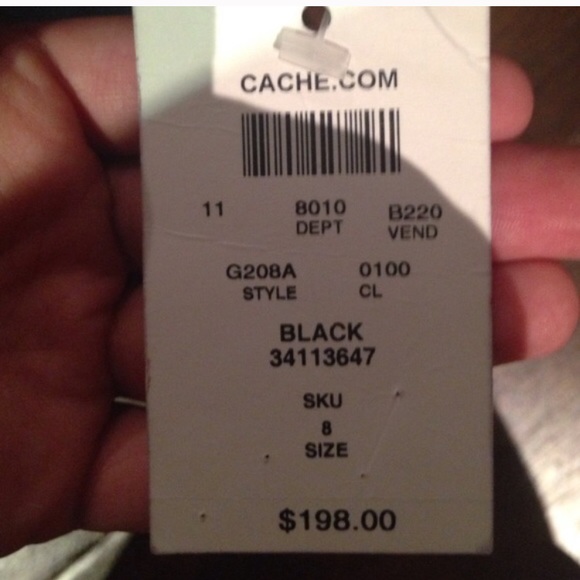 CACHE.COM
11 8010 B220
DEPT VEND
G208A 0100
STYLE CL
BLACK
34113647
SKU
8
SIZE
$198.00